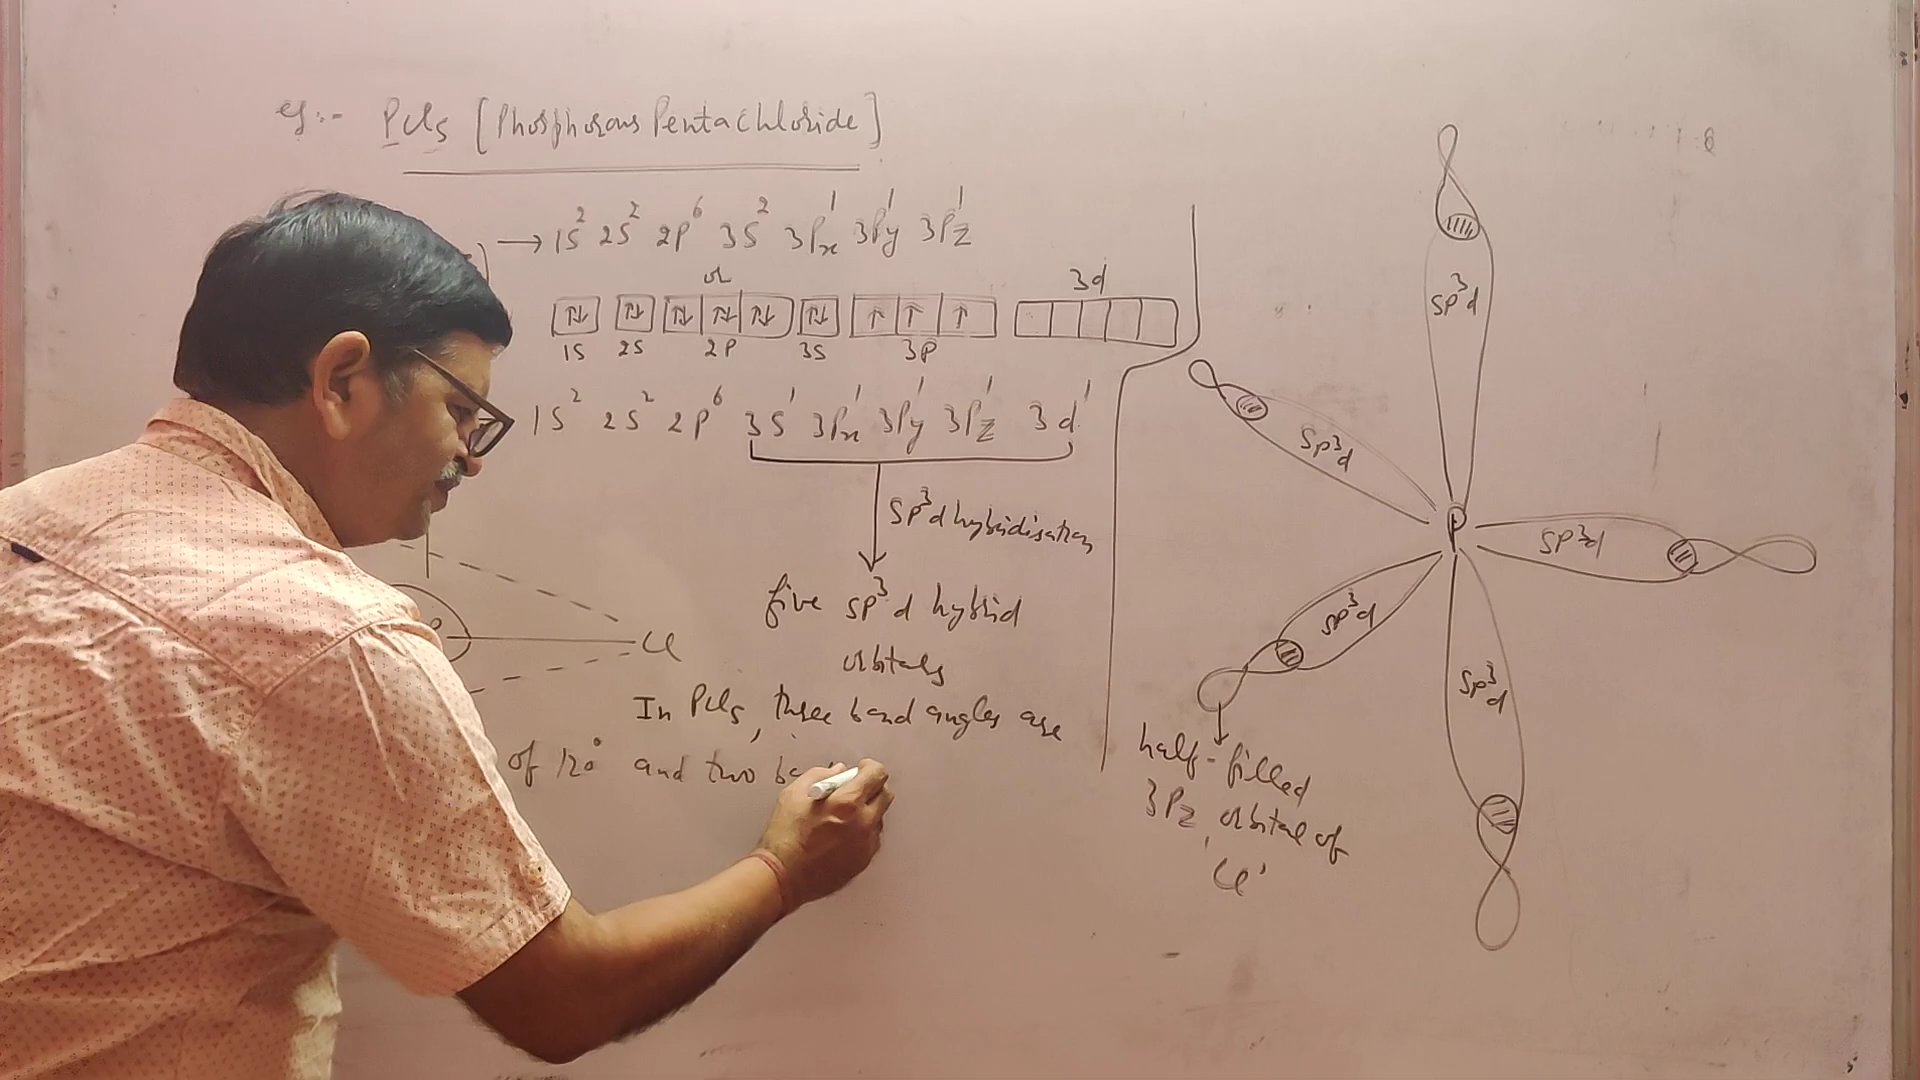 eg:- PCl5 [Phosphorous Pentachloride]
→ 1s² 2s² 2p⁶ 3s² 3Px¹ 3Py¹ 3Pz¹
or
3d
1s 2s 2p 3s 3p
1s² 2s² 2p⁶ 3s¹ 3Px¹ 3Py¹ 3Pz¹ 3d¹
sp³d hybridisation
five sp³d hybrid
orbitals
Cl
In PCl5, three bond angles are
of 120° and two bo
sp³d
sp³d
P
sp³d
sp³d
sp³d
half-filled
3Pz orbital of
'Cl'